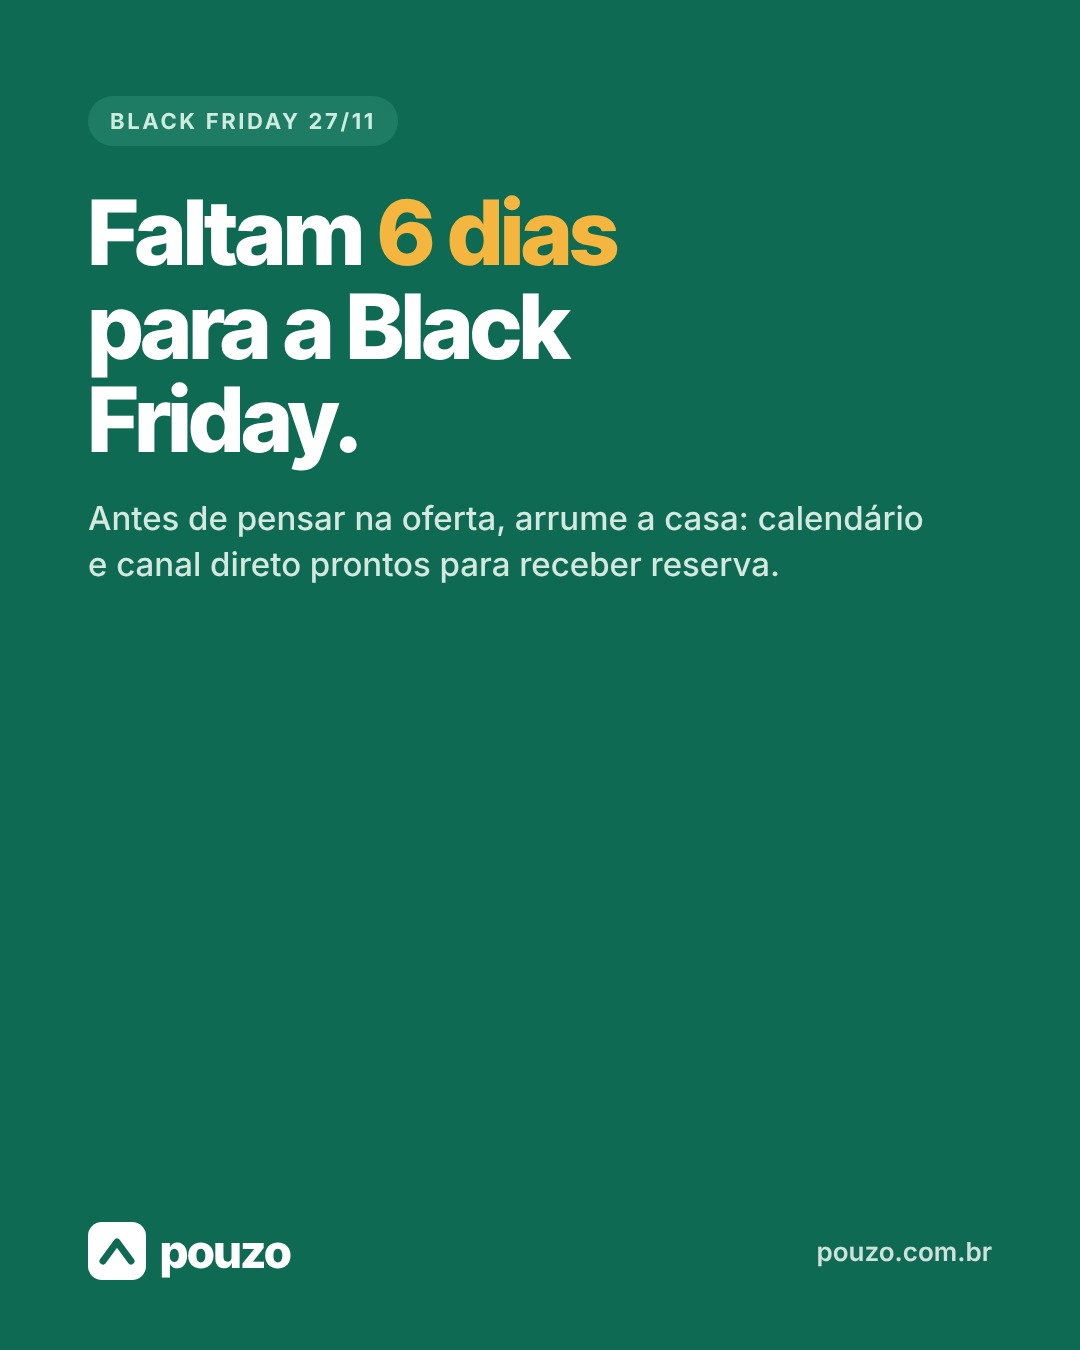 BLACK FRIDAY 27/11
Faltam 6 dias
para a Black
Friday.
Antes de pensar na oferta, arrume a casa: calendário
e canal direto prontos para receber reserva.
pouzo
pouzo.com.br